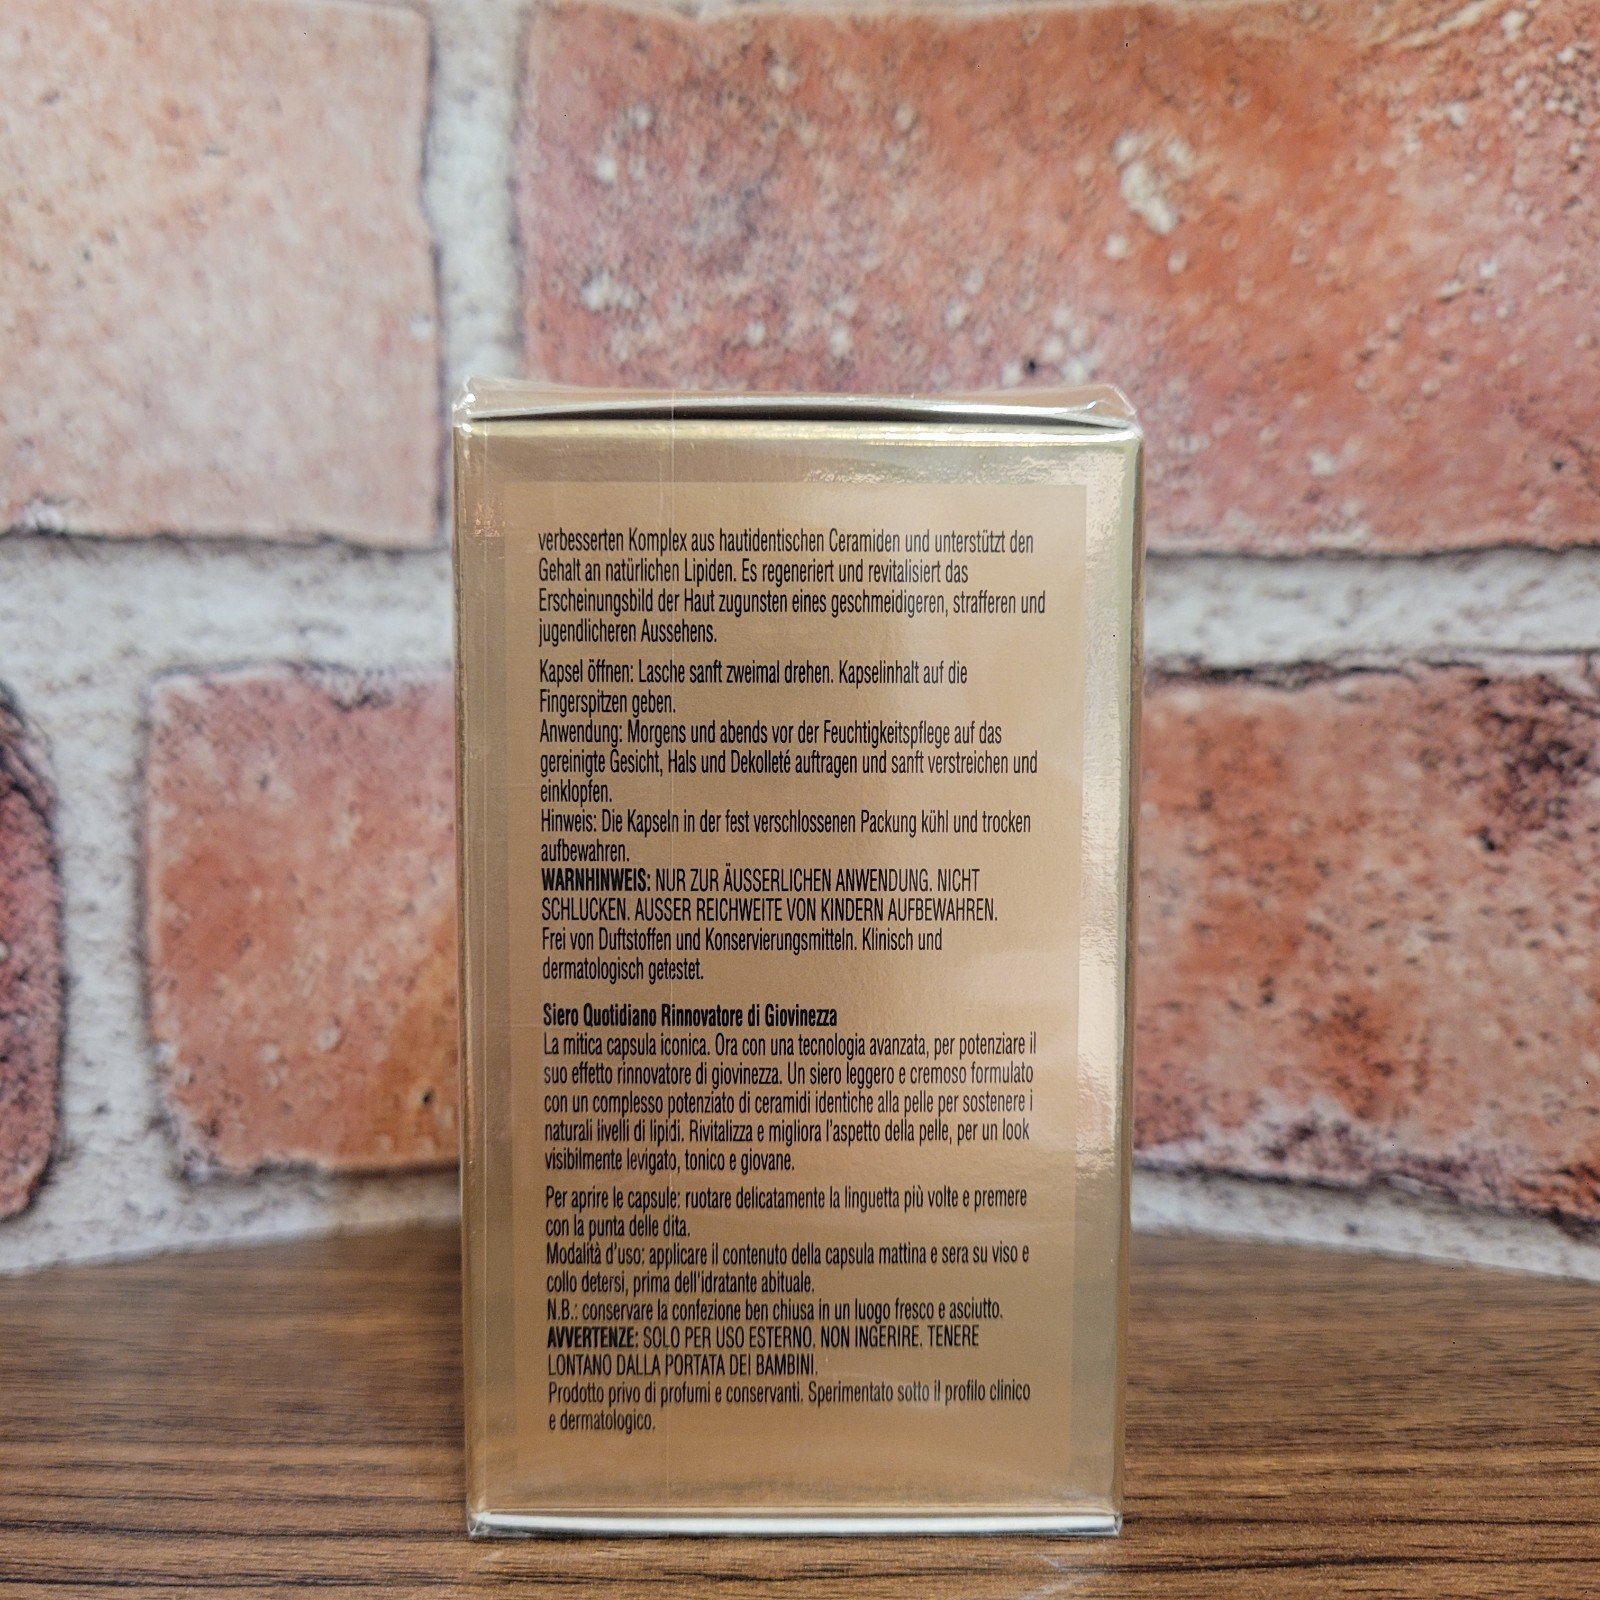 verbesserten Komplex aus hautidentischen Ceramiden und unterstützt den
Gehalt an natürlichen Lipiden. Es regeneriert und revitalisiert das
Erscheinungsbild der Haut zugunsten eines geschmeidigeren, strafferen und
jugendlicheren Aussehens.
Kapsel öffnen: Lasche sanft zweimal drehen. Kapselinhalt auf die
Fingerspitzen geben.
Anwendung: Morgens und abends vor der Feuchtigkeitspflege auf das
gereinigte Gesicht, Hals und Dekolleté auftragen und sanft verstreichen und
einklopfen.
Hinweis: Die Kapseln in der fest verschlossenen Packung kühl und trocken
aufbewahren.
WARNHINWEIS: NUR ZUR ÄUSSERLICHEN ANWENDUNG. NICHT
SCHLUCKEN. AUSSER REICHWEITE VON KINDERN AUFBEWAHREN.
Frei von Duftstoffen und Konservierungsmitteln. Klinisch und
dermatologisch getestet.
Siero Quotidiano Rinnovatore di Giovinezza
La mitica capsula iconica. Ora con una tecnologia avanzata, per potenziare il
suo effetto rinnovatore di giovinezza. Un siero leggero e cremoso formulato
con un complesso potenziato di ceramidi identiche alla pelle per sostenere i
naturali livelli di lipidi. Rivitalizza e migliora l'aspetto della pelle, per un look
visibilmente levigato, tonico e giovane.
Per aprire le capsule: ruotare delicatamente la linguetta più volte e premere
con la punta delle dita.
Modalità d'uso: applicare il contenuto della capsula mattina e sera su viso e
collo detersi, prima dell'idratante abituale.
N.B.: conservare la confezione ben chiusa in un luogo fresco e asciutto.
AVVERTENZE: SOLO PER USO ESTERNO. NON INGERIRE. TENERE
LONTANO DALLA PORTATA DEI BAMBINI.
Prodotto privo di profumi e conservanti. Sperimentato sotto il profilo clinico
e dermatologico.